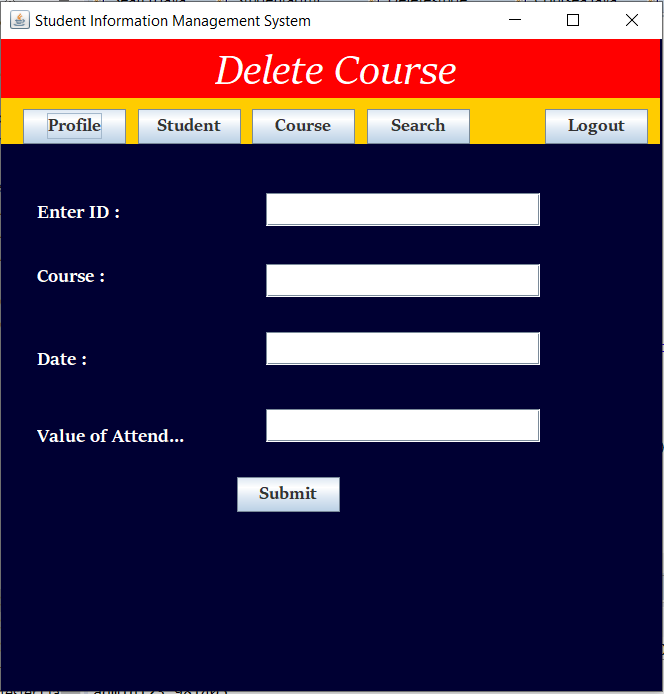 Student Information Management System
Delete Course
Profile Student Course Search Logout
Enter ID :
Course :
Date :
Value of Attend...
Submit